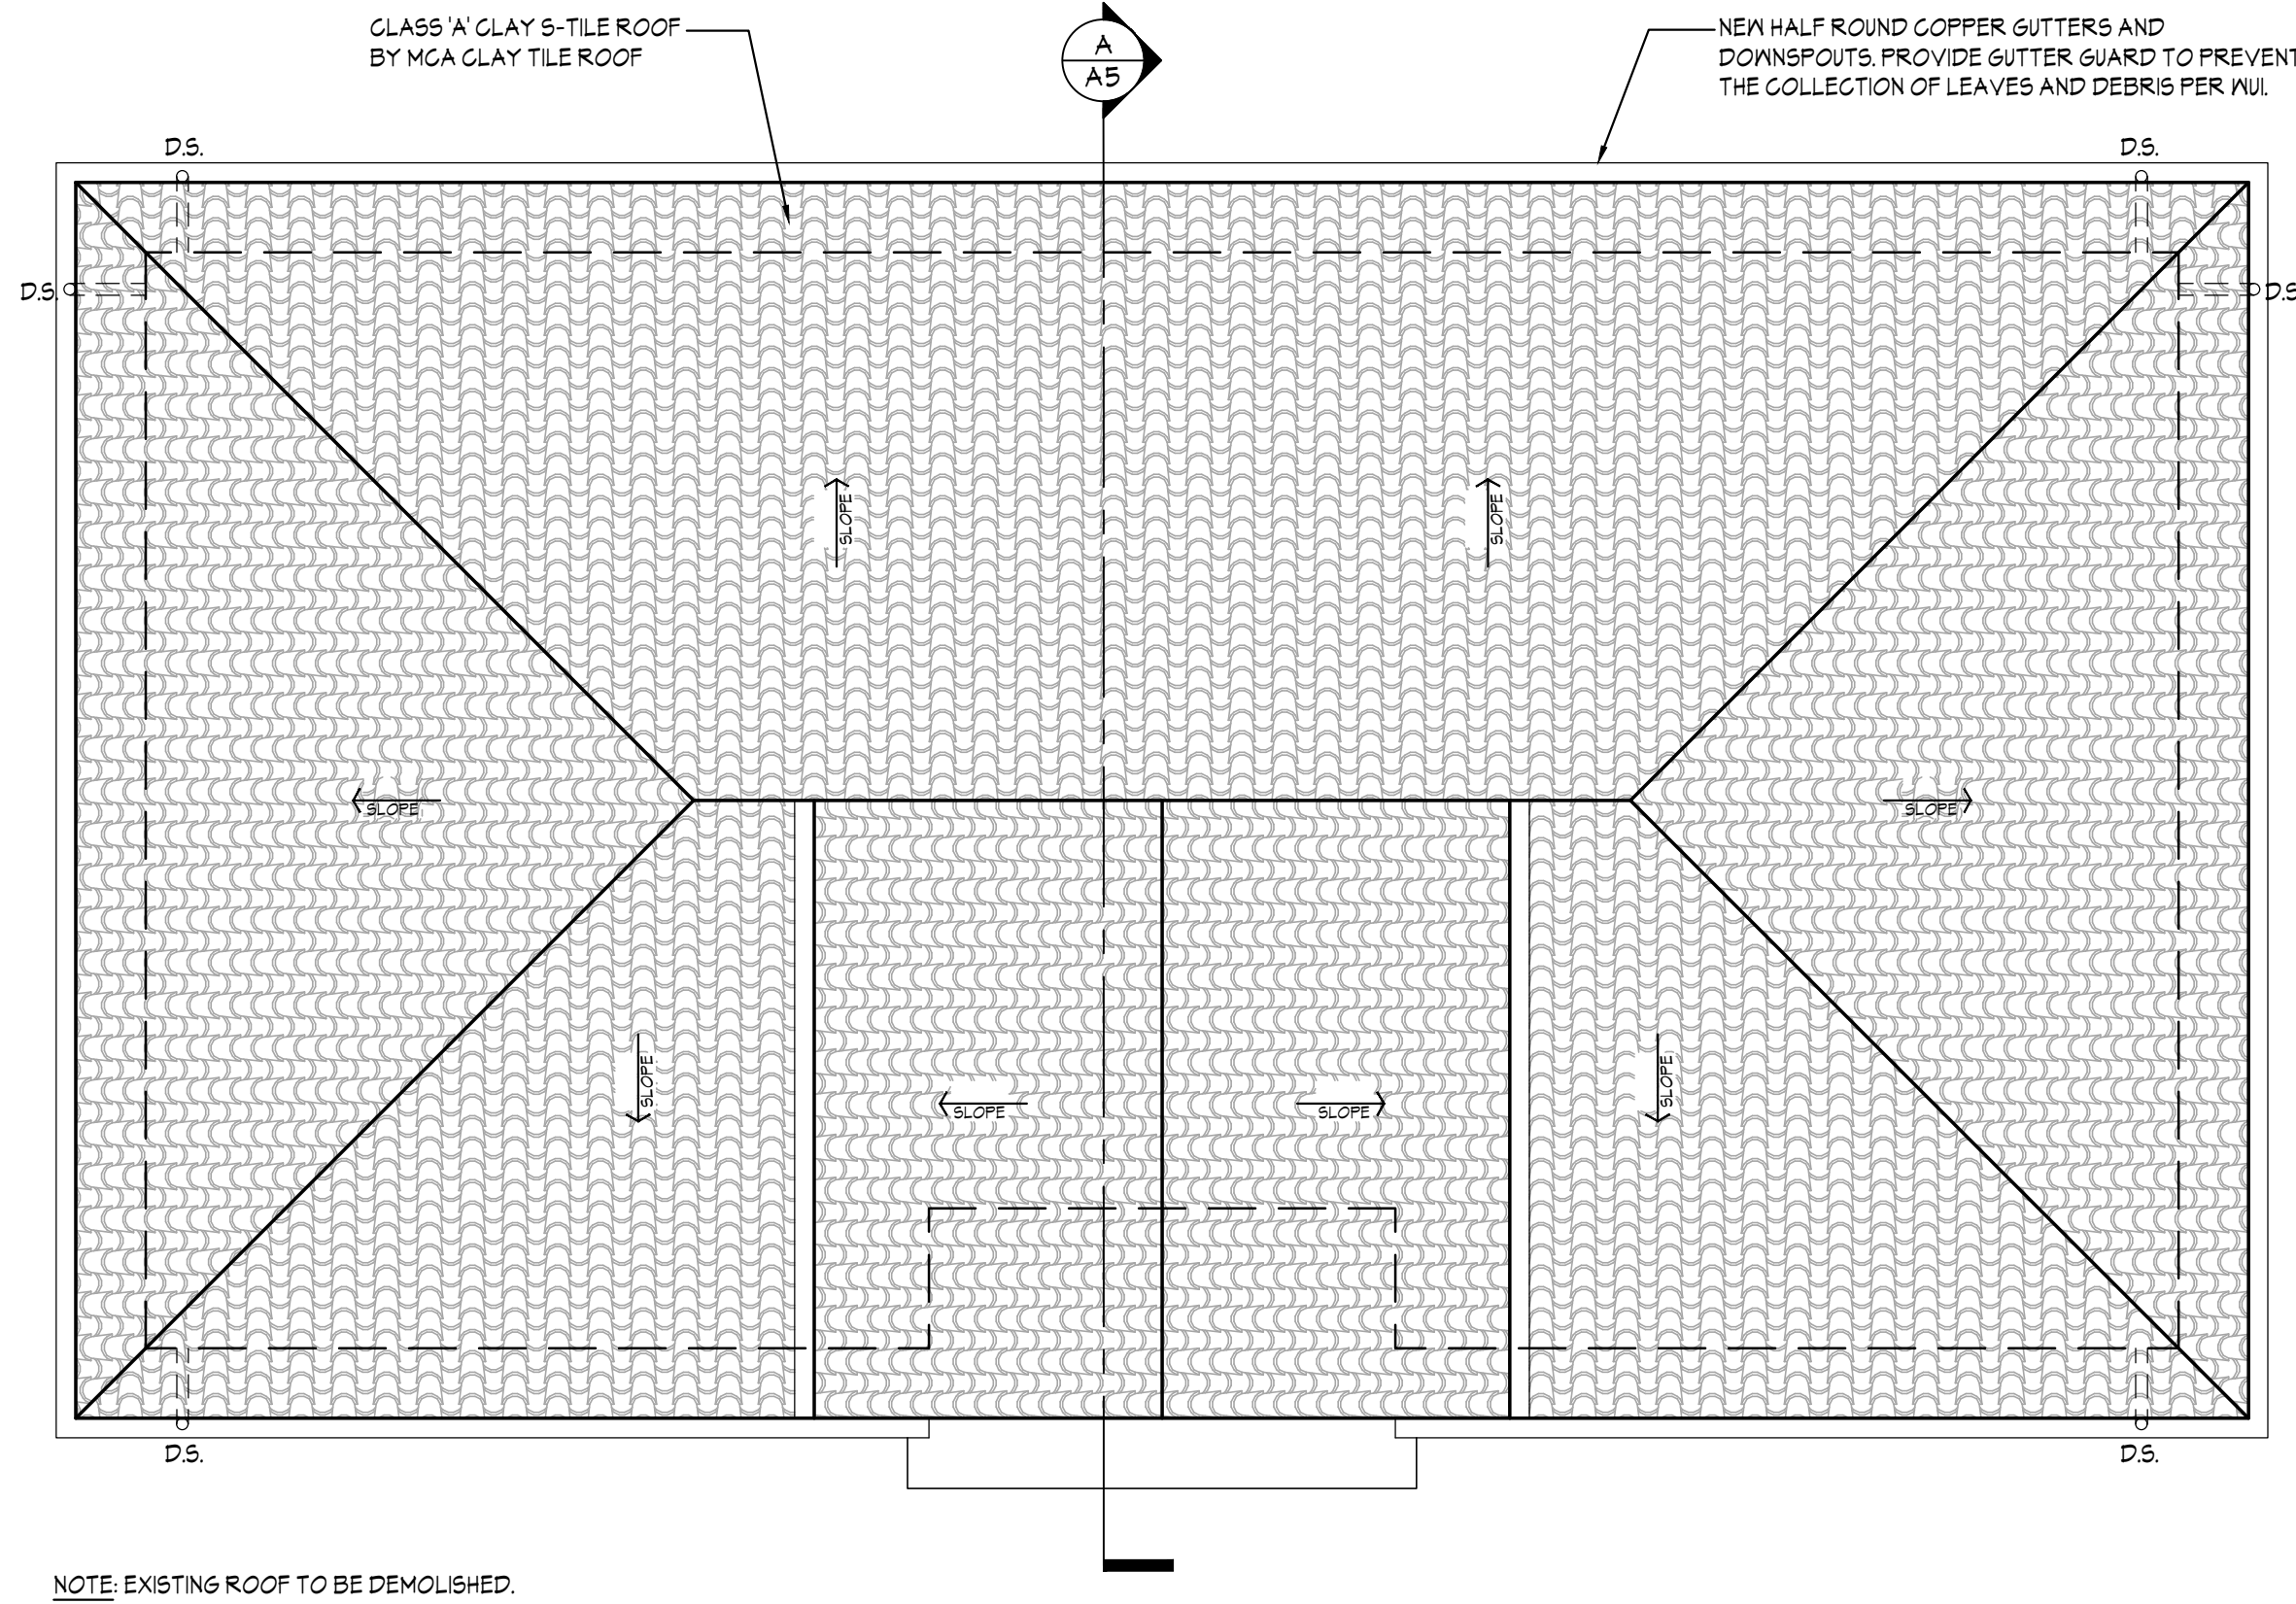 CLASS 'A' CLAY S-TILE ROOF
BY MCA CLAY TILE ROOF
A
A5
NEW HALF ROUND COPPER GUTTERS AND
DOWNSPOUTS. PROVIDE GUTTER GUARD TO PREVENT
THE COLLECTION OF LEAVES AND DEBRIS PER WUI.
D.S.
D.S.
D.S.
D.S
SLOPE
SLOPE
SLOPE
SLOPE
SLOPE
SLOPE
SLOPE
SLOPE
D.S.
D.S.
NOTE: EXISTING ROOF TO BE DEMOLISHED.